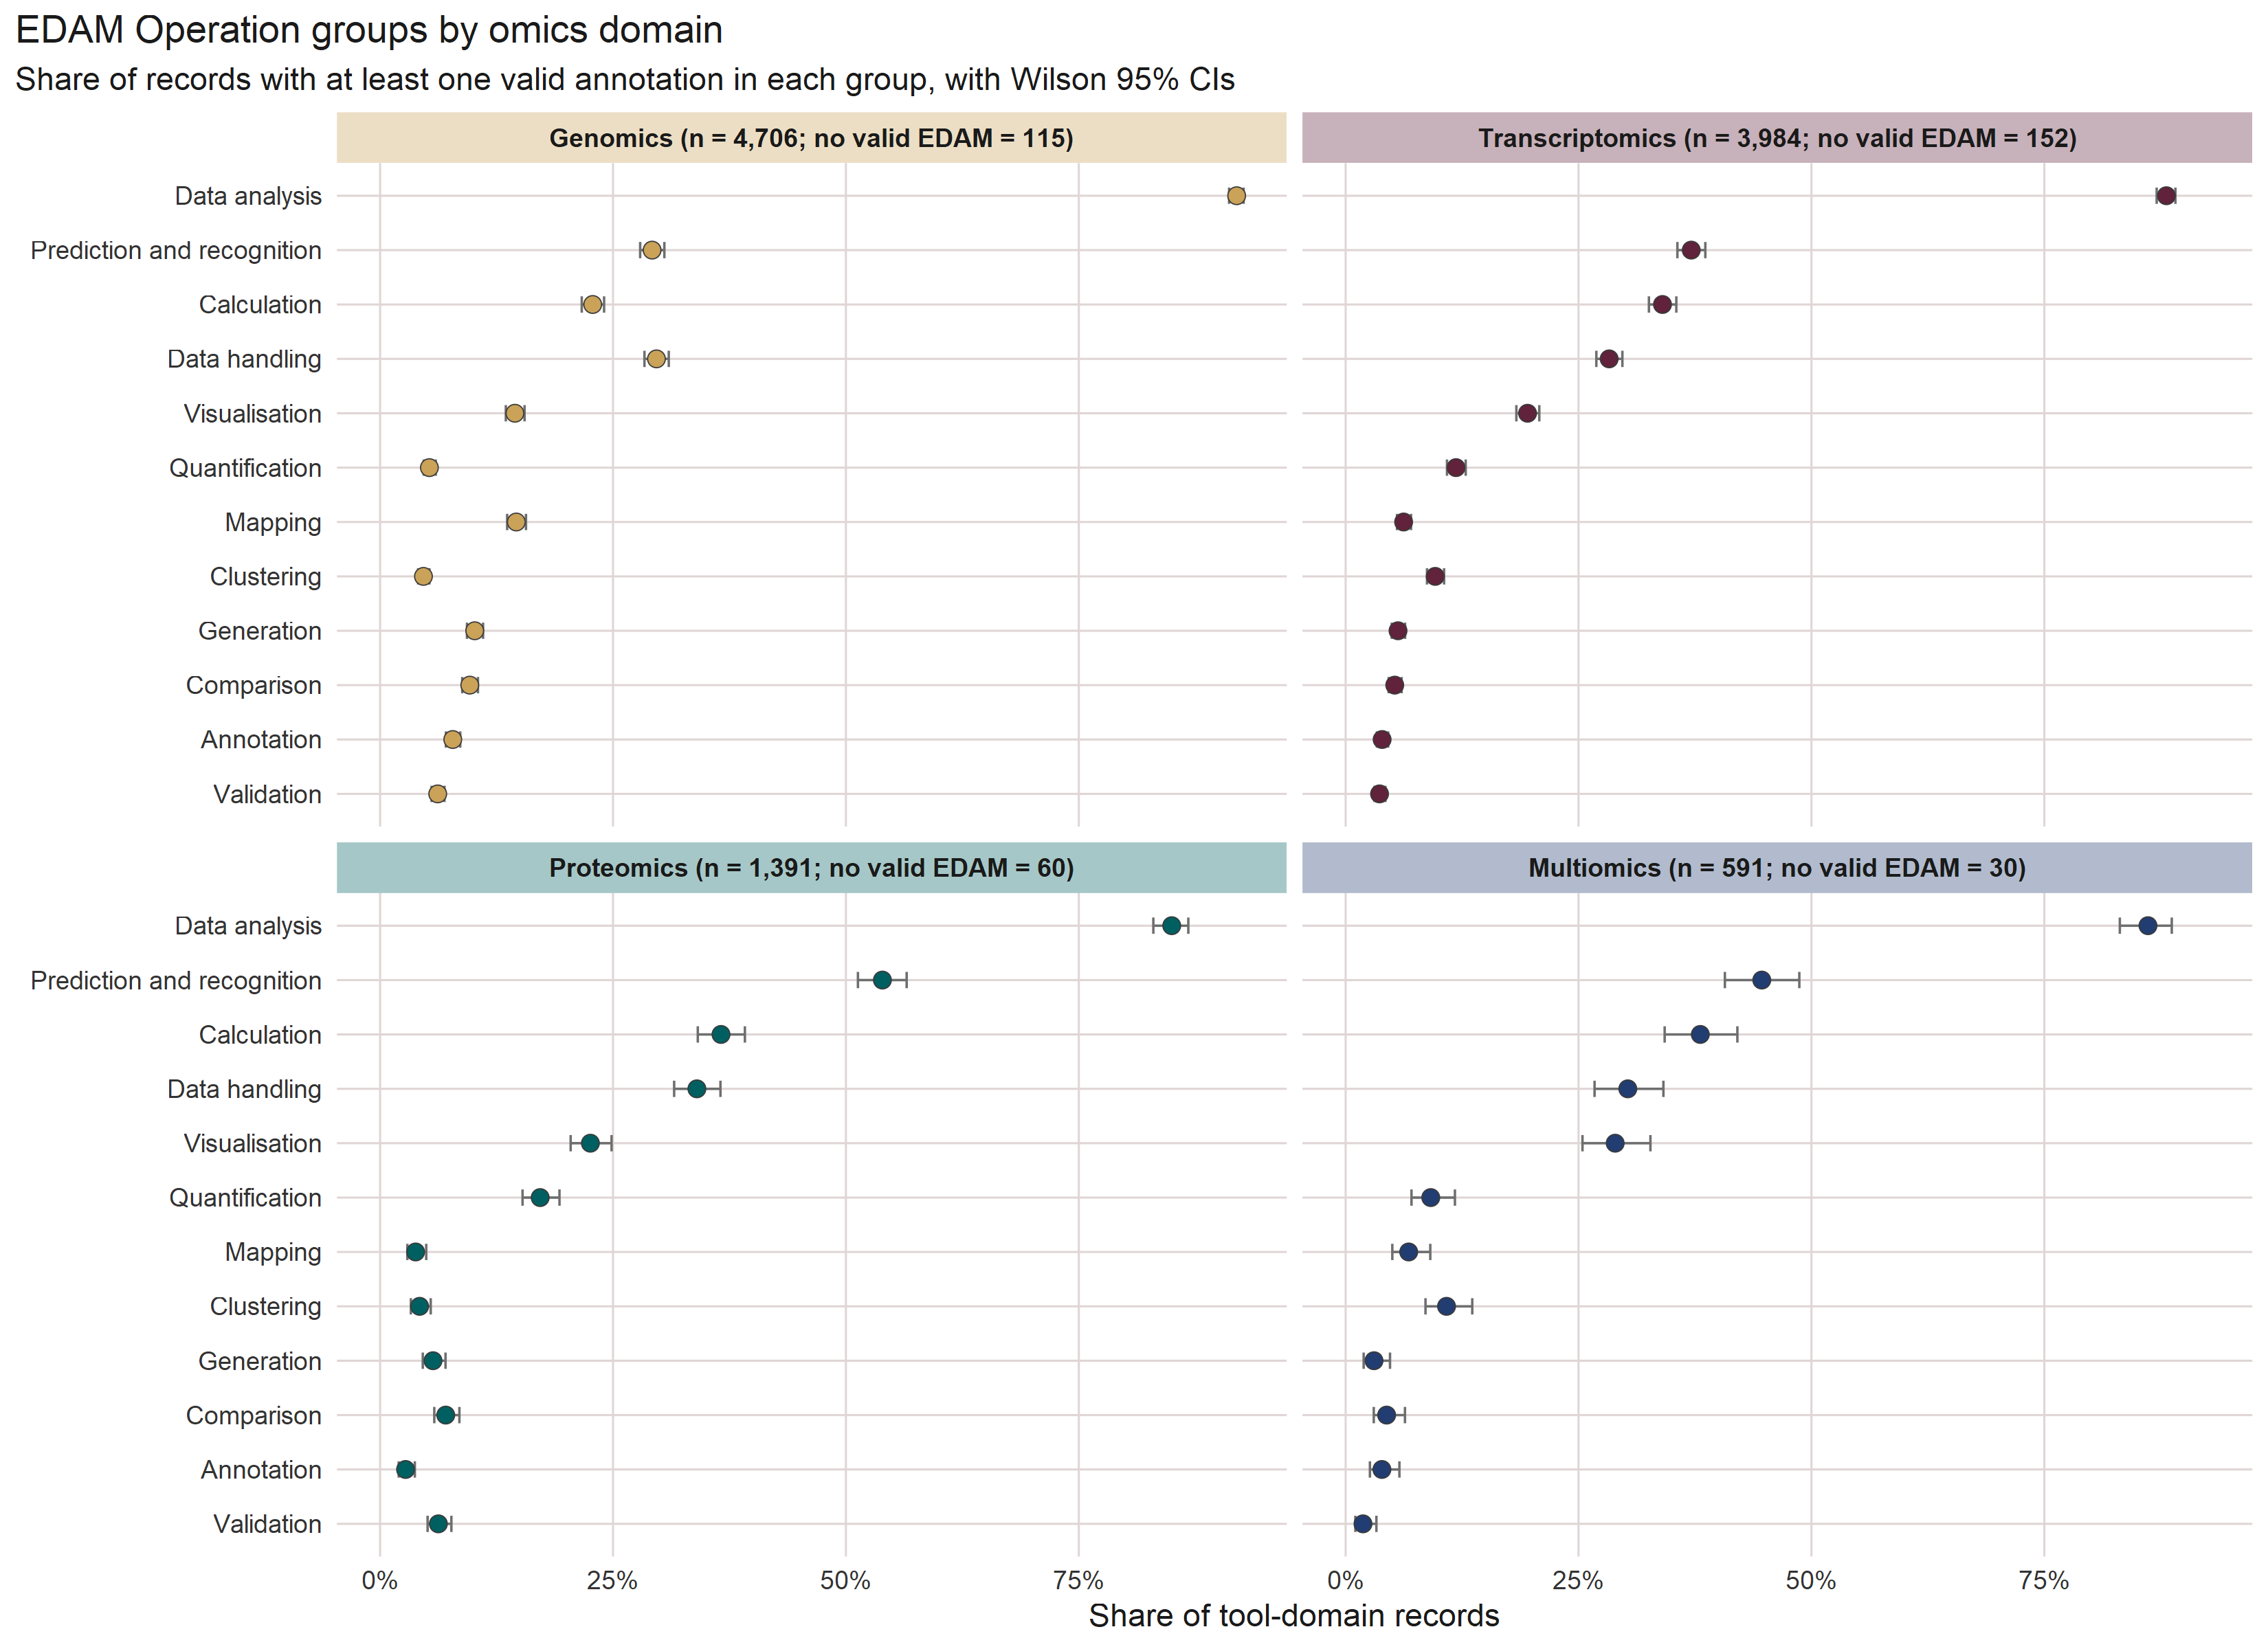 EDAM Operation groups by omics domain
Share of records with at least one valid annotation in each group, with Wilson 95% CIs
Genomics (n = 4,706; no valid EDAM = 115)
Transcriptomics (n = 3,984; no valid EDAM = 152)
Data analysis
Prediction and recognition
Calculation
Data handling
Visualisation
Quantification
Mapping
Clustering
Generation
Comparison
Annotation
Validation
Proteomics (n = 1,391; no valid EDAM = 60)
Multiomics (n = 591; no valid EDAM = 30)
Data analysis
Prediction and recognition
Calculation
Data handling
Visualisation
Quantification
Mapping
Clustering
Generation
Comparison
Annotation
Validation
0% 25% 50% 75% 0% 25% 50% 75%
Share of tool-domain records